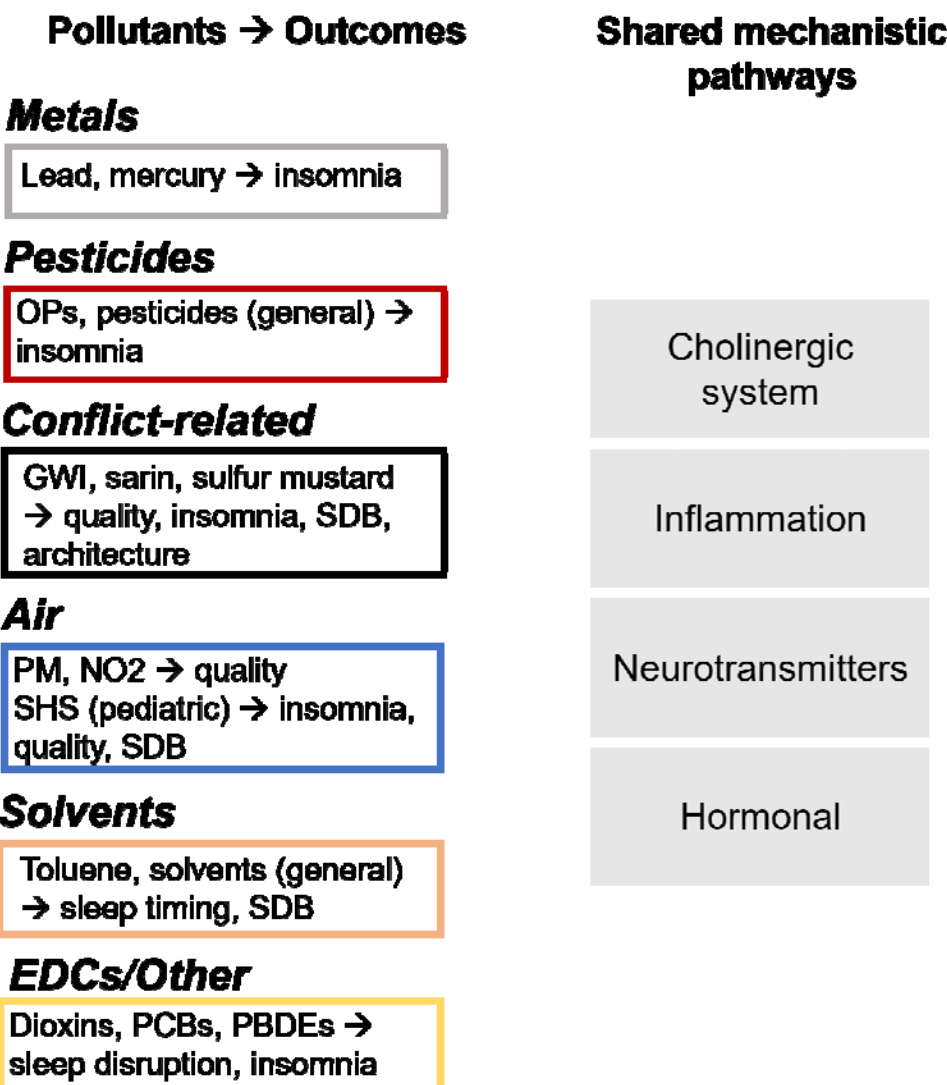 Pollutants → Outcomes
Metals
Lead, mercury → insomnia
Pesticides
OPs, pesticides (general) →
insomnia
Conflict-related
GWI, sarin, sulfur mustard
→ quality, insomnia, SDB,
architecture
Air
PM, NO2 → quality
SHS (pediatric) → insomnia,
quality, SDB
Solvents
Toluene, solvents (general)
→ sleep timing, SDB
EDCs/Other
Dioxins, PCBs, PBDEs →
sleep disruption, insomnia
Shared mechanistic
pathways
Cholinergic
system
Inflammation
Neurotransmitters
Hormonal